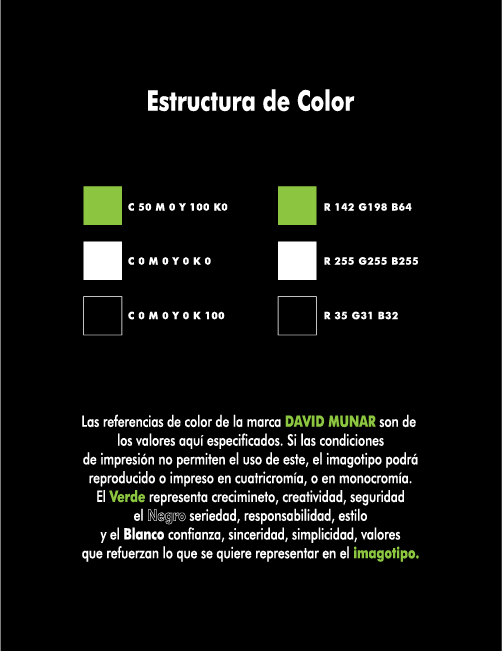 Estructura de Color
C 50 M 0 Y 100 K0
R 142 G198 B64
C 0 M 0 Y 0 K 0
R 255 G255 B255
C 0 M 0 Y 0 K 100
R 35 G31 B32
Las referencias de color de la marca DAVID MUNAR son de
los valores aquí especificados. Si las condiciones
de impresión no permiten el uso de este, el imagotipo podrá
reproducido o impreso en cuatricromía, o en monocromía.
El Verde representa crecimineto, creatividad, seguridad
el Negro seriedad, responsabilidad, estilo
y el Blanco confianza, sinceridad, simplicidad, valores
que refuerzan lo que se quiere representar en el imagotipo.